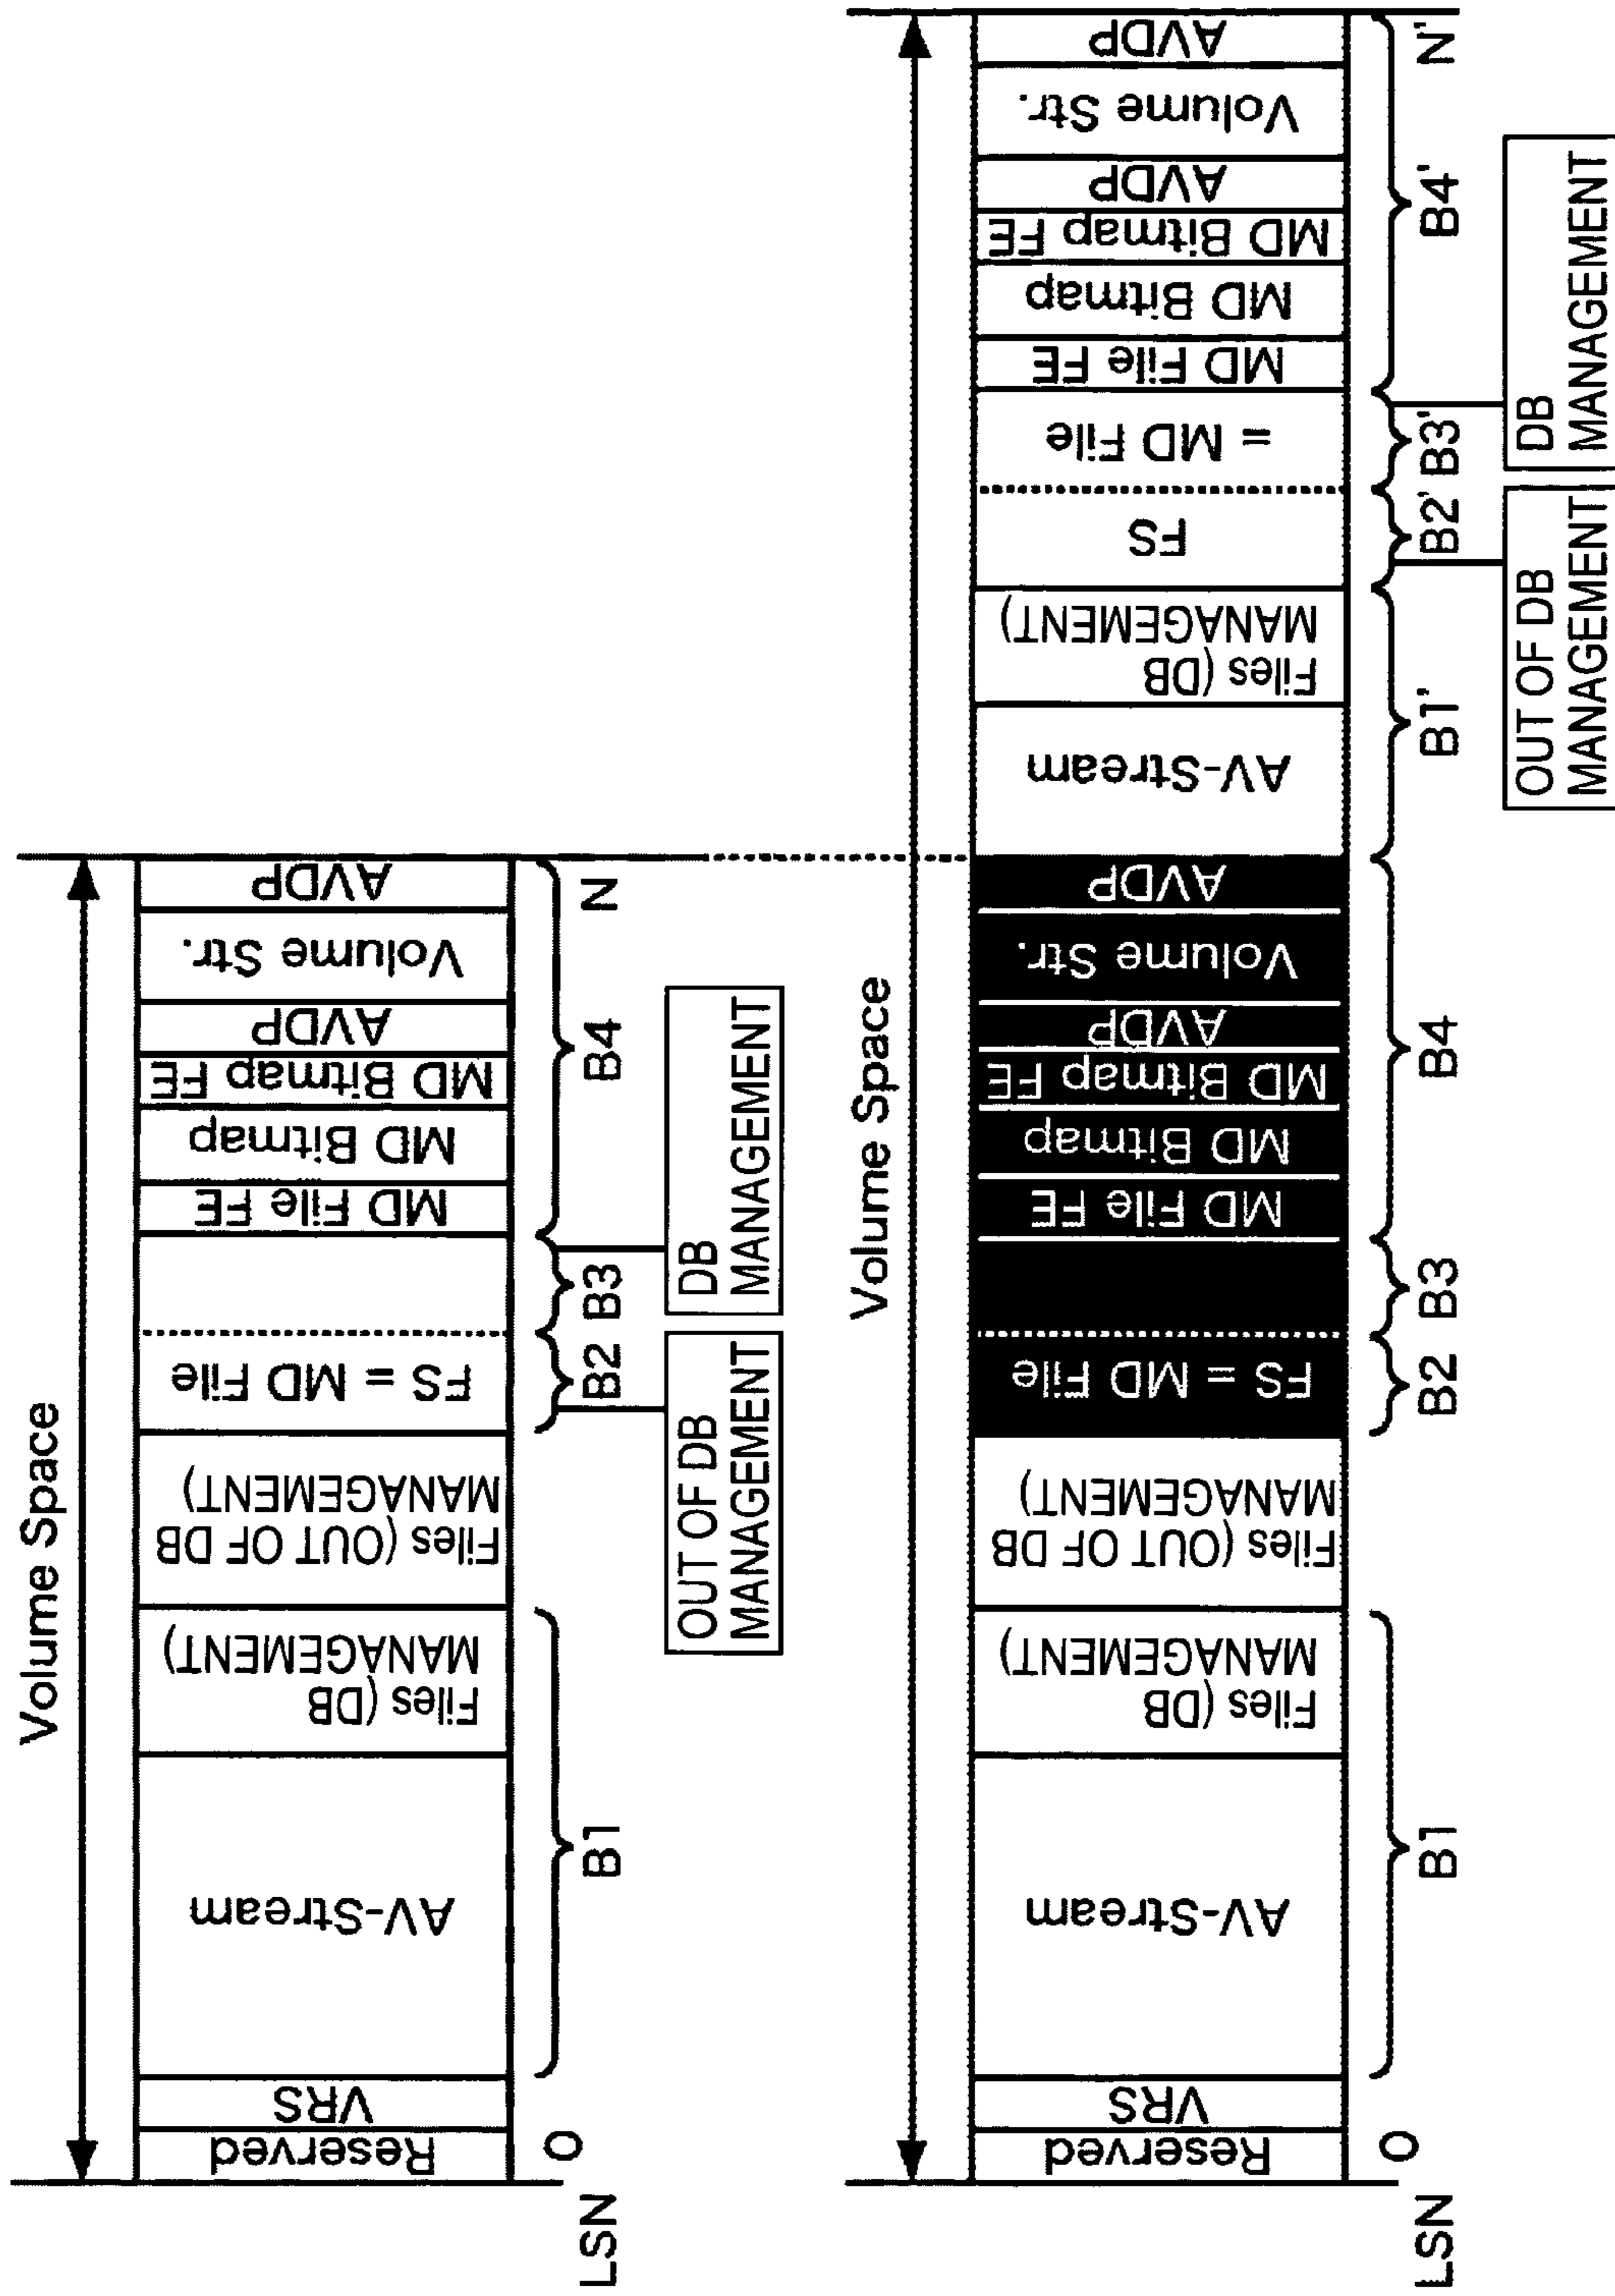 Volume Space
Reserved
VRS
AV-Stream
Files (DB
MANAGEMENT)
Files (OUT OF DB
MANAGEMENT)
FS = MD File
MD File FE
MD Bitmap
MD Bitmap FE
AVDP
Volume Str.
AVDP
LSN
0
B1
B2
B3
B4
N
OUT OF DB
MANAGEMENT
DB
MANAGEMENT
Volume Space
Reserved
VRS
AV-Stream
Files (DB
MANAGEMENT)
Files (OUT OF DB
MANAGEMENT)
FS = MD File
MD File FE
MD Bitmap
MD Bitmap FE
AVDP
Volume Str.
AVDP
AV-Stream
Files (DB
MANAGEMENT)
FS
= MD File
MD File FE
MD Bitmap
MD Bitmap FE
AVDP
Volume Str.
AVDP
LSN
0
B1
B2
B3
B4
B1'
B2'
B3'
B4'
N'
OUT OF DB
MANAGEMENT
DB
MANAGEMENT